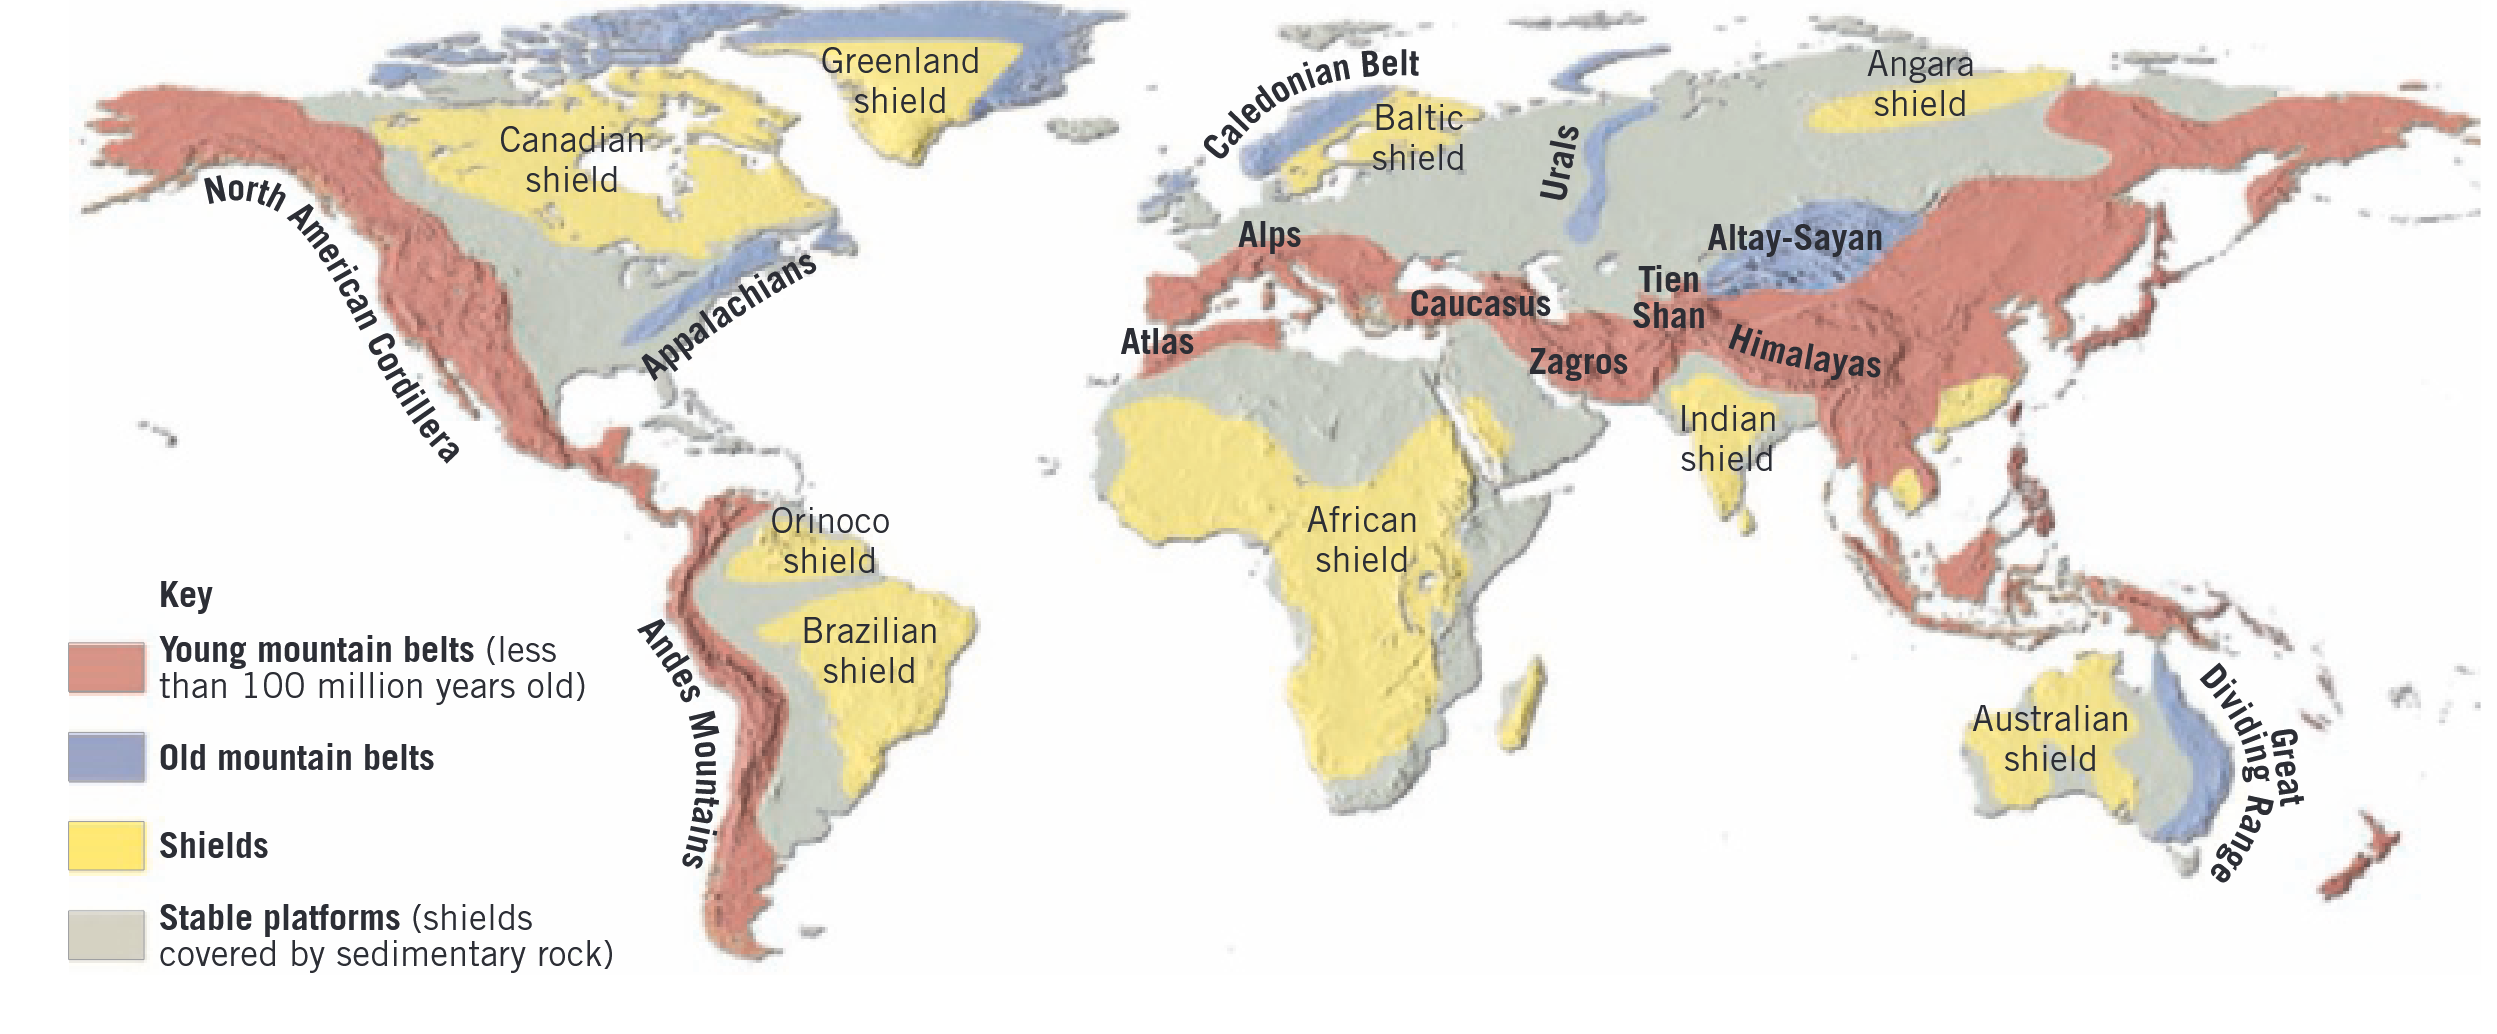 Greenland
shield
Canadian
shield
North American Cordillera
Appalachians
Caledonian Belt
Baltic
shield
Urals
Angara
shield
Altay-Sayan
Alps
Tien
Shan
Caucasus
Atlas
Zagros
Himalayas
Indian
shield
African
shield
Orinoco
shield
Brazilian
shield
Andes Mountains
Australian
shield
Great
Dividing Range
Key
Young mountain belts (less
than 100 million years old)
Old mountain belts
Shields
Stable platforms (shields
covered by sedimentary rock)